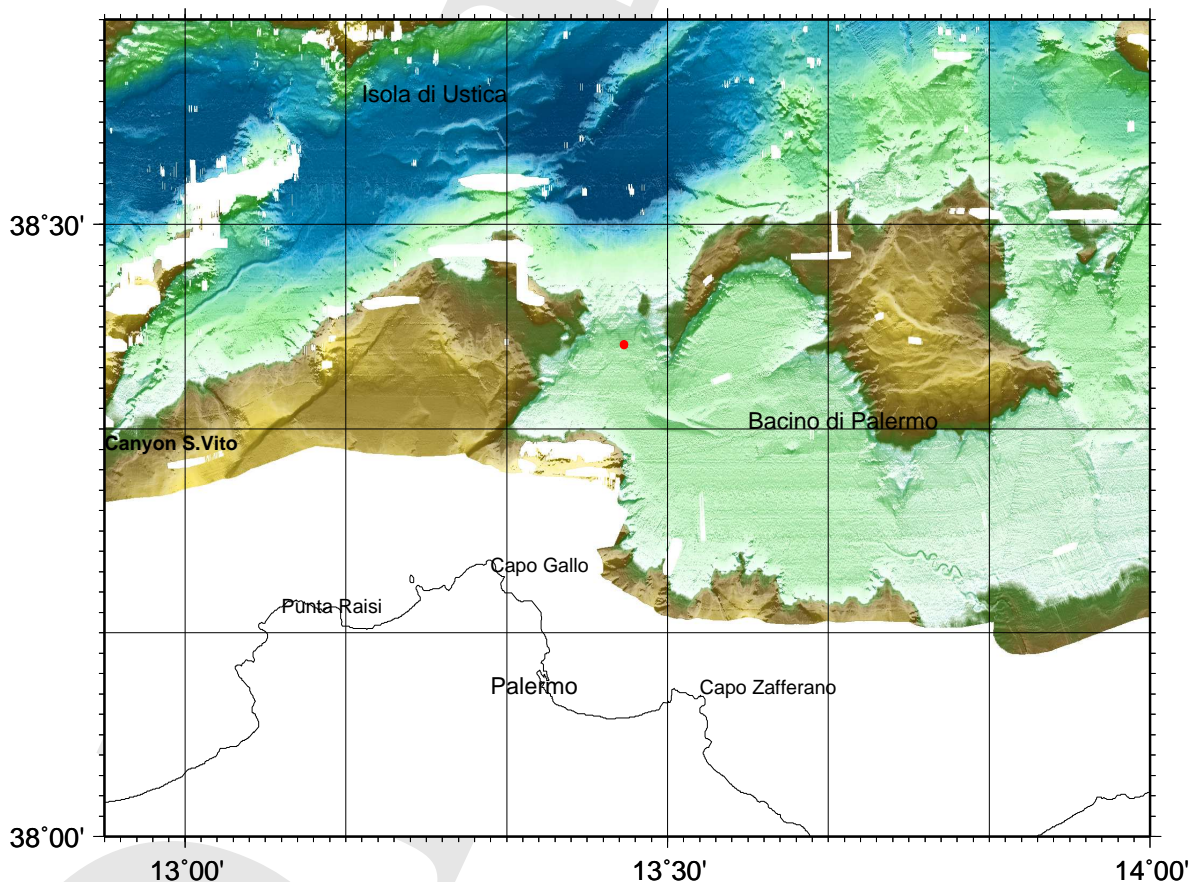 Isola di Ustica
38°30'
Bacino di Palermo
Canyon S.Vito
Capo Gallo
Punta Raisi
Palermo
Capo Zafferano
38°00'
13°00'
13°30'
14°00'